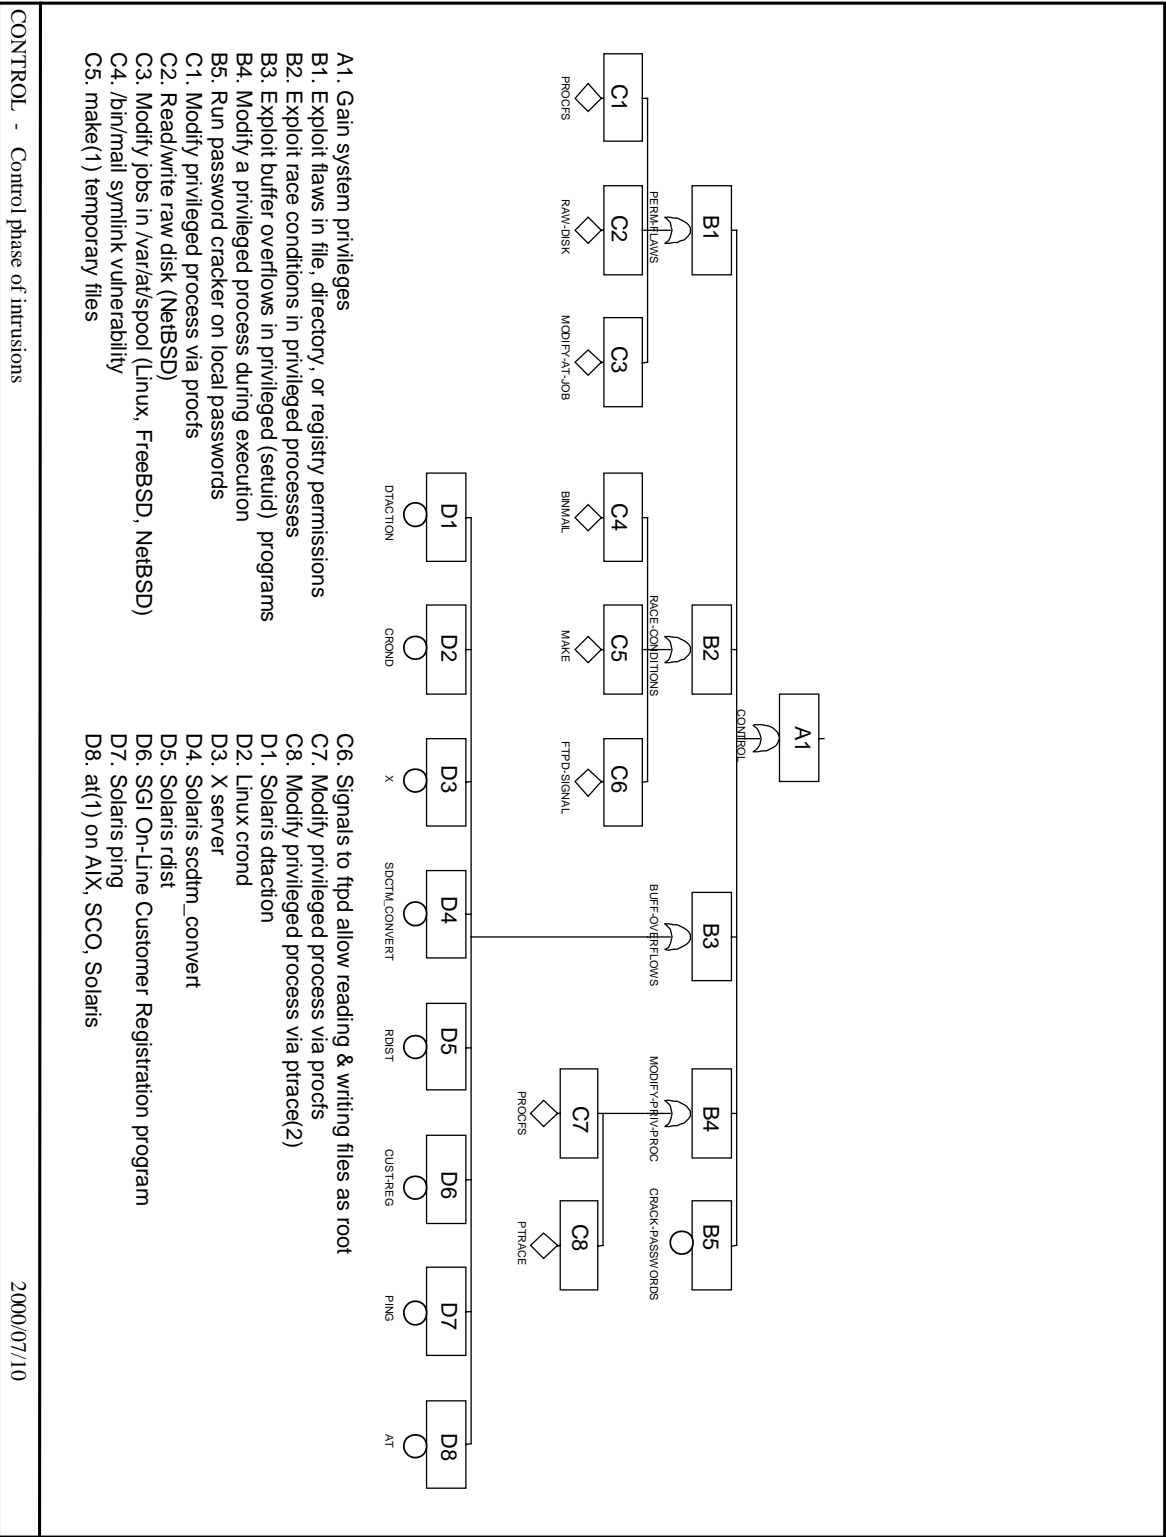 A1
CONTROL
B1
PERM-FLAWS
B2
RACE-CONDITIONS
B3
BUFF-OVERFLOWS
B4
MODIFY-PRIV-PROC
B5
CRACK-PASSWORDS
C1
PROCFS
C2
RAW-DISK
C3
MODIFY-AT-JOB
C4
BINMAIL
C5
MAKE
C6
FTPD-SIGNAL
C7
PROCFS
C8
PTRACE
D1
DTACTION
D2
CROND
D3
X
D4
SDCTM_CONVERT
D5
RDIST
D6
CUST-REG
D7
PING
D8
AT
A1. Gain system privileges
B1. Exploit flaws in file, directory, or registry permissions
B2. Exploit race conditions in privileged processes
B3. Exploit buffer overflows in privileged (setuid) programs
B4. Modify a privileged process during execution
B5. Run password cracker on local passwords
C1. Modify privileged process via procfs
C2. Read/write raw disk (NetBSD)
C3. Modify jobs in /var/at/spool (Linux, FreeBSD, NetBSD)
C4. /bin/mail symlink vulnerability
C5. make(1) temporary files
C6. Signals to ftpd allow reading & writing files as root
C7. Modify privileged process via procfs
C8. Modify privileged process via ptrace(2)
D1. Solaris dtaction
D2. Linux crond
D3. X server
D4. Solaris scdtm_convert
D5. Solaris rdist
D6. SGI On-Line Customer Registration program
D7. Solaris ping
D8. at(1) on AIX, SCO, Solaris
CONTROL - Control phase of intrusions
2000/07/10